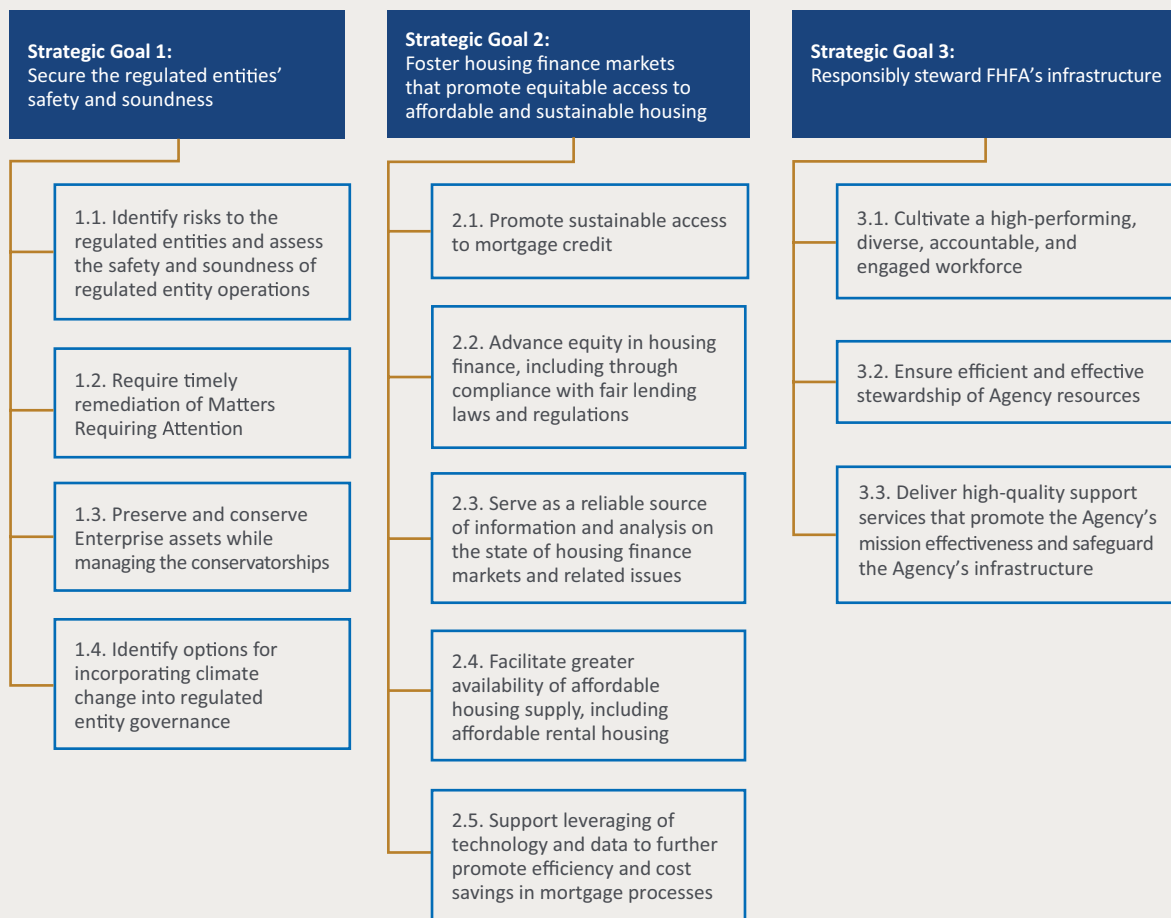 Strategic Goal 1:
Secure the regulated entities’
safety and soundness
1.1. Identify risks to the
regulated entities and assess
the safety and soundness of
regulated entity operations
1.2. Require timely
remediation of Matters
Requiring Attention
1.3. Preserve and conserve
Enterprise assets while
managing the conservatorships
1.4. Identify options for
incorporating climate
change into regulated
entity governance
Strategic Goal 2:
Foster housing finance markets
that promote equitable access to
affordable and sustainable housing
2.1. Promote sustainable access
to mortgage credit
2.2. Advance equity in housing
finance, including through
compliance with fair lending
laws and regulations
2.3. Serve as a reliable source
of information and analysis on
the state of housing finance
markets and related issues
2.4. Facilitate greater
availability of affordable
housing supply, including
affordable rental housing
2.5. Support leveraging of
technology and data to further
promote efficiency and cost
savings in mortgage processes
Strategic Goal 3:
Responsibly steward FHFA’s infrastructure
3.1. Cultivate a high-performing,
diverse, accountable, and
engaged workforce
3.2. Ensure efficient and effective
stewardship of Agency resources
3.3. Deliver high-quality support
services that promote the Agency’s
mission effectiveness and safeguard
the Agency’s infrastructure